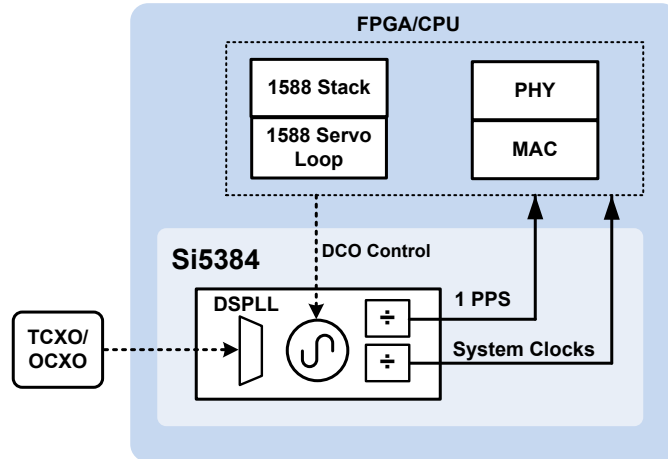 FPGA/CPU
1588 Stack
1588 Servo
Loop
PHY
MAC
DCO Control
Si5384
DSPLL
÷
1 PPS
÷
System Clocks
TCXO/
OCXO